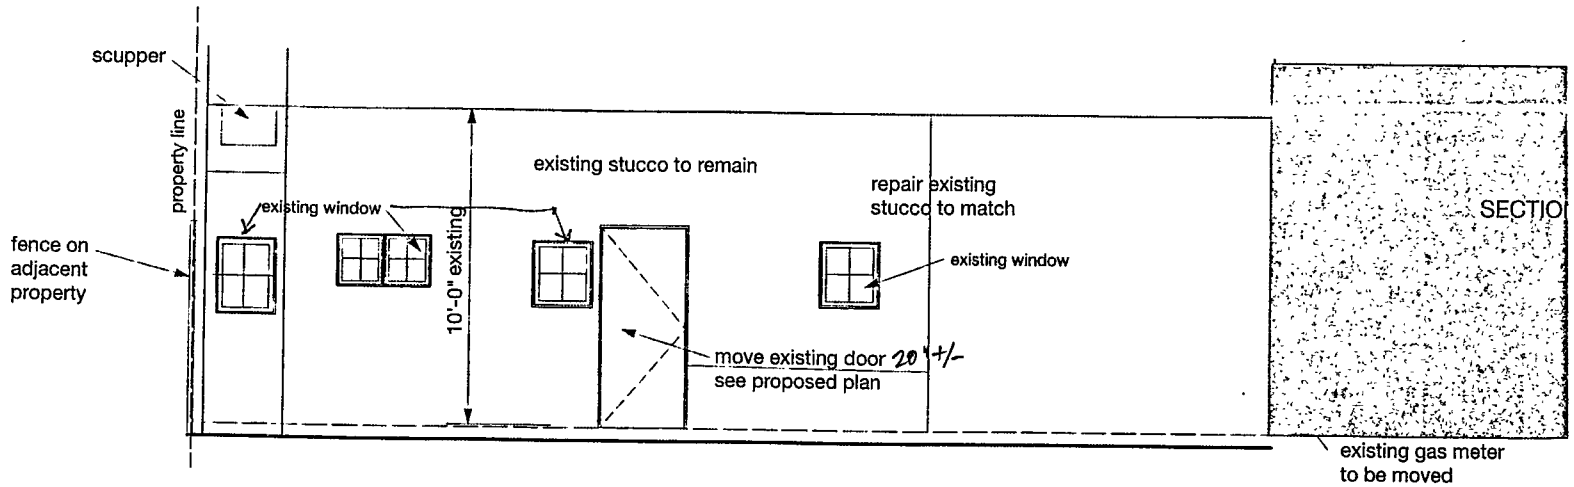 scupper
property line
existing stucco to remain
repair existing
stucco to match
SECTIO
existing window
fence on
adjacent
property
10'-0" existing
existing window
move existing door 20" +/-
see proposed plan
existing gas meter
to be moved